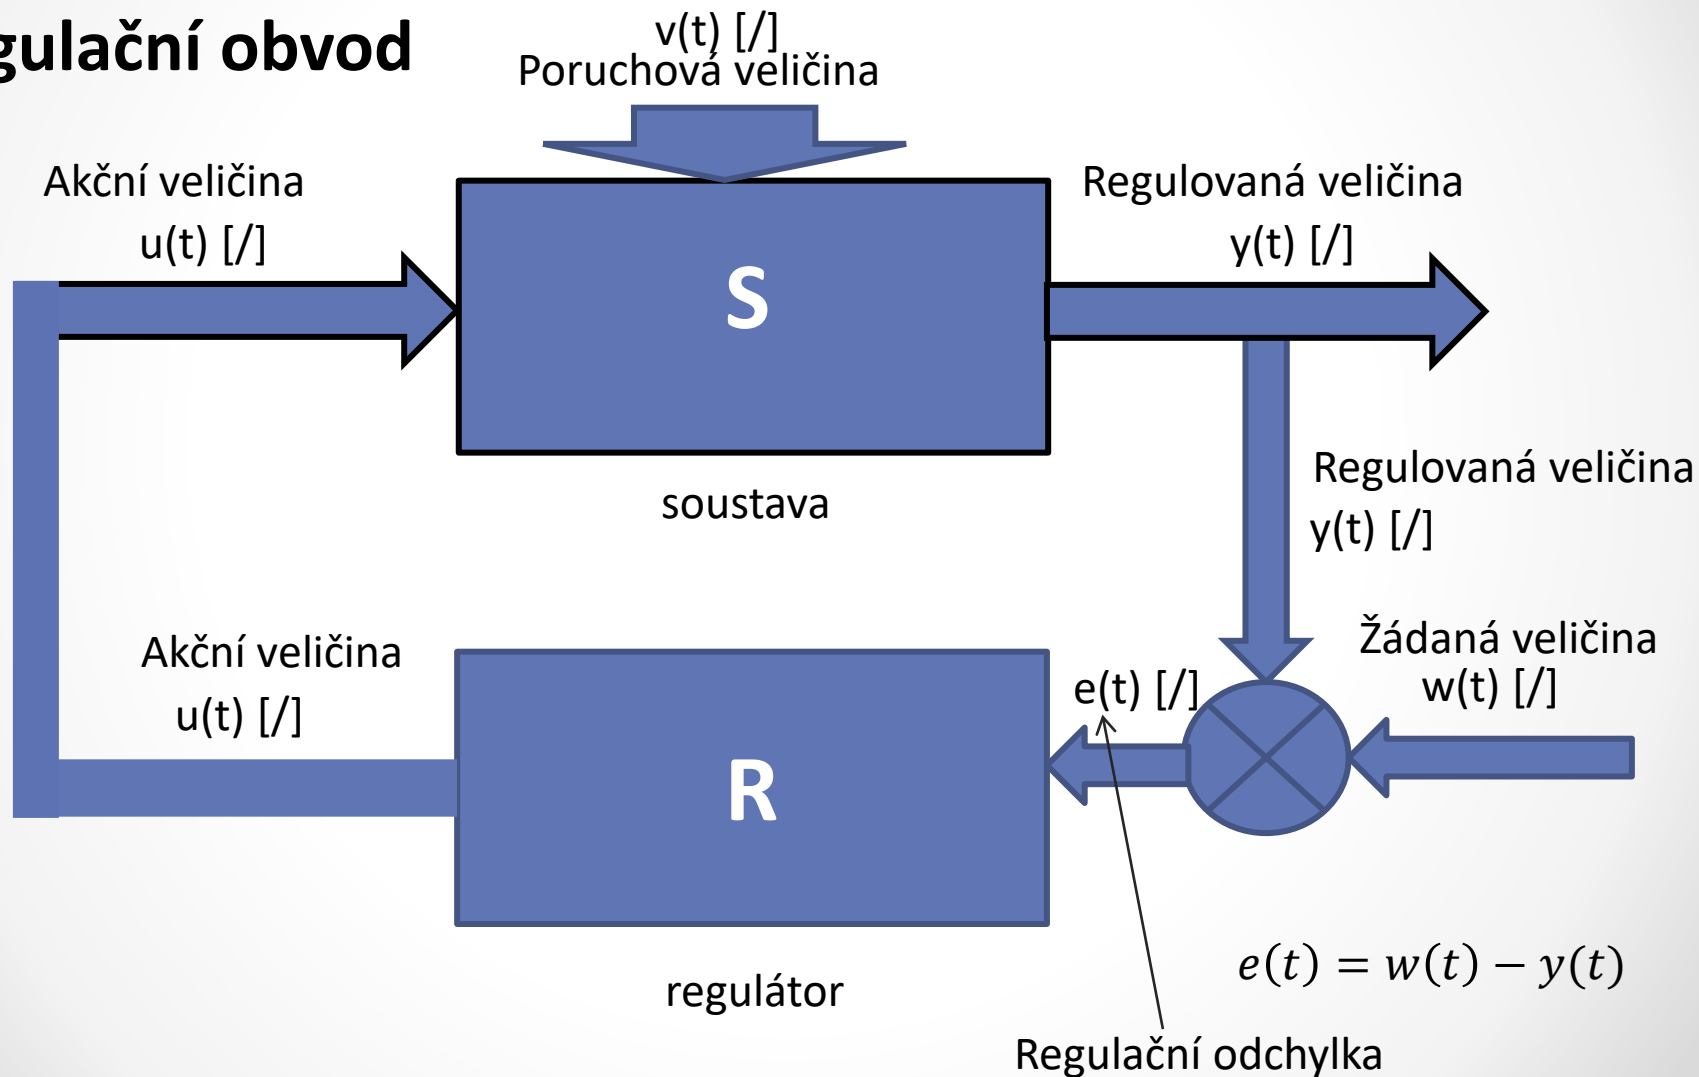 gulační obvod
v(t) [/]
Poruchová veličina
Akční veličina
u(t) [/]
Regulovaná veličina
y(t) [/]
S
soustava
Regulovaná veličina
y(t) [/]
Akční veličina
u(t) [/]
e(t) [/]
Žádaná veličina
w(t) [/]
R
regulátor
e(t) = w(t) − y(t)
Regulační odchylka